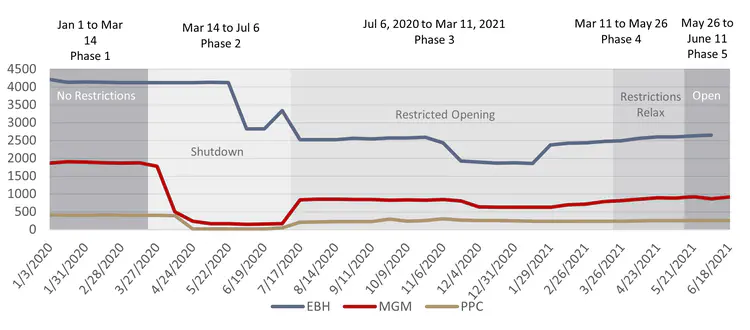 Jan 1 to Mar
14
Phase 1
Mar 14 to Jul 6
Phase 2
Jul 6, 2020 to Mar 11, 2021
Phase 3
Mar 11 to May 26
Phase 4
May 26 to
June 11
Phase 5
4500
4000
3500
3000
2500
2000
1500
1000
500
0
No Restrictions
Shutdown
Restricted Opening
Restrictions
Relax
Open
1/3/2020
1/31/2020
2/28/2020
3/27/2020
4/24/2020
5/22/2020
6/19/2020
7/17/2020
8/14/2020
9/11/2020
10/9/2020
11/6/2020
12/4/2020
12/31/2020
1/29/2021
2/26/2021
3/26/2021
4/23/2021
5/21/2021
6/18/2021
EBH MGM PPC